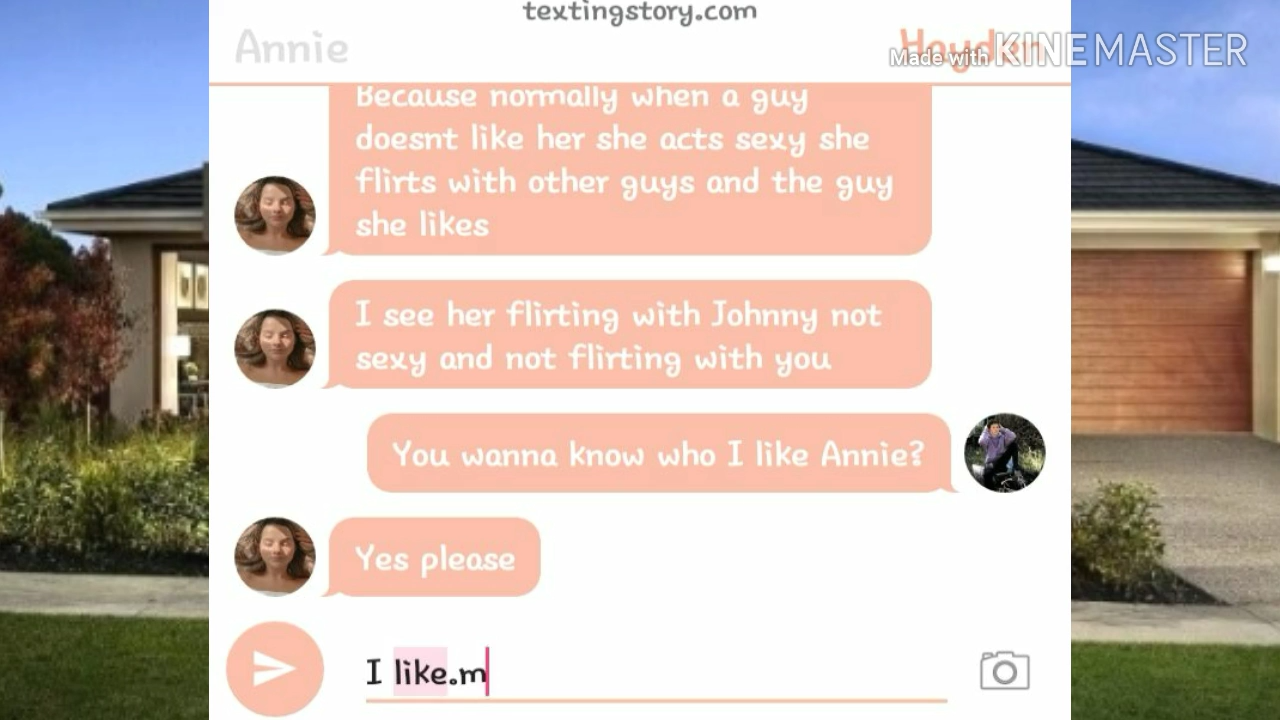 textingstory.com
Annie
Hayden
Made with KINEMASTER
Because normally when a guy
doesnt like her she acts sexy she
flirts with other guys and the guy
she likes
I see her flirting with Johnny not
sexy and not flirting with you
You wanna know who I like Annie?
Yes please
I like.m